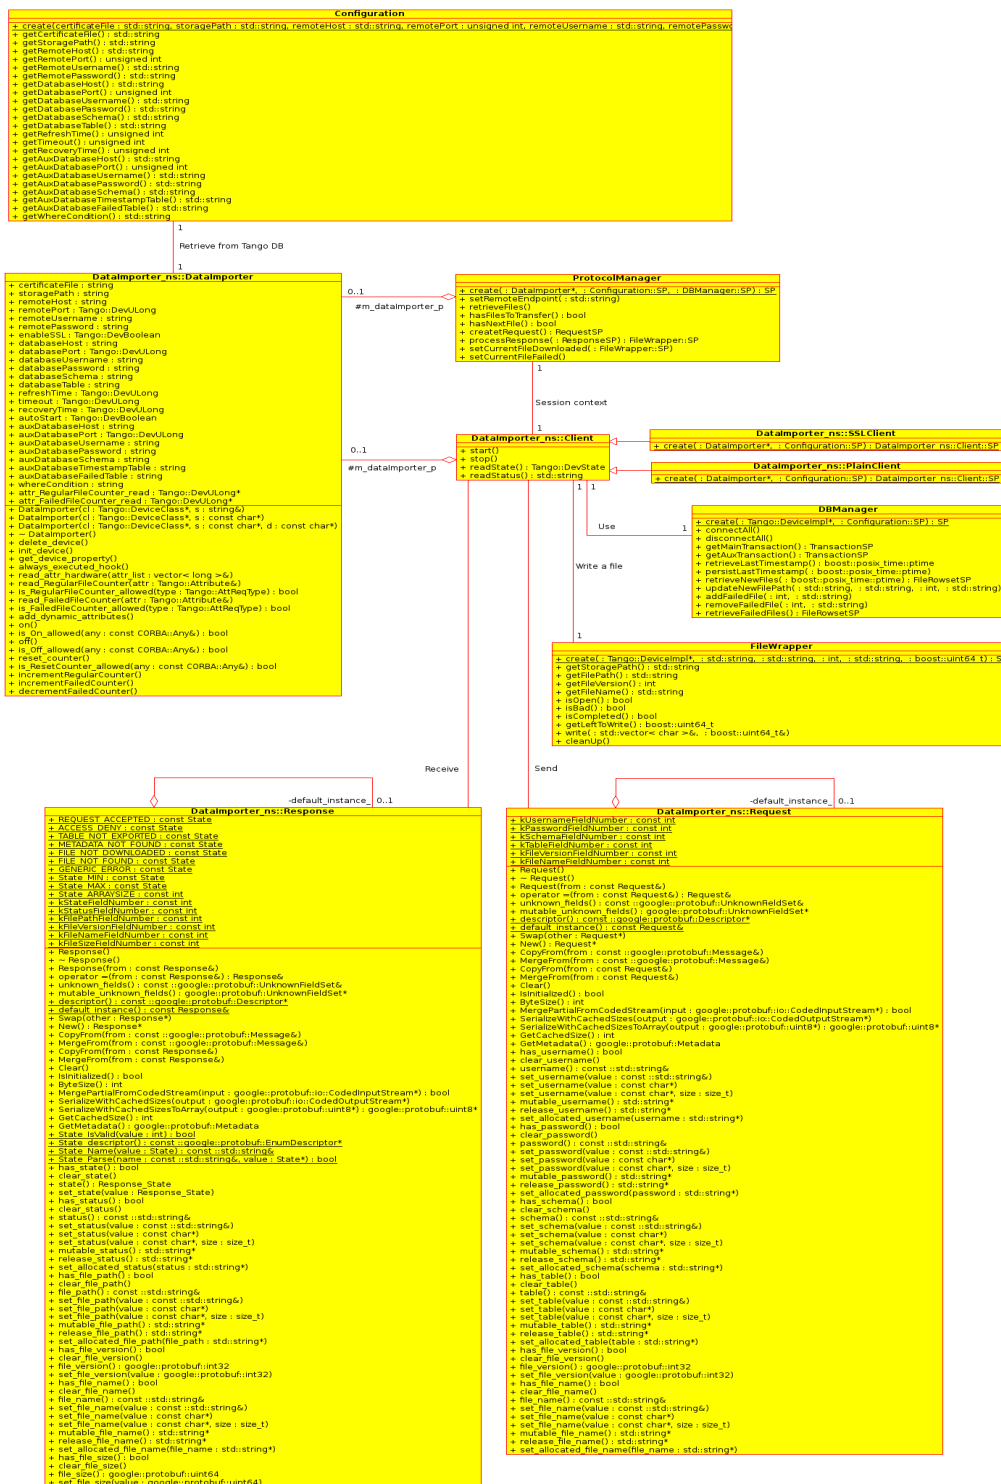 Configuration
+ create(certificateFile : std::string, storagePath : std::string, remoteHost : std::string, remotePort : unsigned int, remoteUsername : std::string, remotePasswo
+ getCertificateFile() : std::string
+ getStoragePath() : std::string
+ getRemoteHost() : std::string
+ getRemotePort() : unsigned int
+ getRemoteUsername() : std::string
+ getRemotePassword() : std::string
+ getDatabaseHost() : std::string
+ getDatabasePort() : unsigned int
+ getDatabaseUsername() : std::string
+ getDatabasePassword() : std::string
+ getDatabaseSchema() : std::string
+ getDatabaseTable() : std::string
+ getRefreshTime() : unsigned int
+ getTimeout() : unsigned int
+ getRecoveryTime() : unsigned int
+ getAuxDatabaseHost() : std::string
+ getAuxDatabasePort() : unsigned int
+ getAuxDatabaseUsername() : std::string
+ getAuxDatabasePassword() : std::string
+ getAuxDatabaseSchema() : std::string
+ getAuxDatabaseTimestampTable() : std::string
+ getAuxDatabaseFailedTable() : std::string
+ getWhereCondition() : std::string
1
Retrieve from Tango DB
1
DataImporter_ns::DataImporter
+ certificateFile : string
+ storagePath : string
+ remoteHost : string
+ remotePort : Tango::DevULong
+ remoteUsername : string
+ remotePassword : string
+ enableSSL : Tango::DevBoolean
+ databaseHost : string
+ databasePort : Tango::DevULong
+ databaseUsername : string
+ databasePassword : string
+ databaseSchema : string
+ databaseTable : string
+ refreshTime : Tango::DevULong
+ timeout : Tango::DevULong
+ recoveryTime : Tango::DevULong
+ autoStart : Tango::DevBoolean
+ auxDatabaseHost : string
+ auxDatabasePort : Tango::DevULong
+ auxDatabaseUsername : string
+ auxDatabasePassword : string
+ auxDatabaseSchema : string
+ auxDatabaseTimestampTable : string
+ auxDatabaseFailedTable : string
+ whereCondition : string
+ attr_RegularFileCounter_read : Tango::DevULong*
+ attr_FailedFileCounter_read : Tango::DevULong*
+ DataImporter(cl : Tango::DeviceClass*, s : string&)
+ DataImporter(cl : Tango::DeviceClass*, s : const char*)
+ DataImporter(cl : Tango::DeviceClass*, s : const char*, d : const char*)
+ ~ DataImporter()
+ delete_device()
+ init_device()
+ get_device_property()
+ always_executed_hook()
+ read_attr_hardware(attr_list : vector< long >&)
+ read_RegularFileCounter(attr : Tango::Attribute&)
+ is_RegularFileCounter_allowed(type : Tango::AttReqType) : bool
+ read_FailedFileCounter(attr : Tango::Attribute&)
+ is_FailedFileCounter_allowed(type : Tango::AttReqType) : bool
+ add_dynamic_attributes()
+ on()
+ is_On_allowed(any : const CORBA::Any&) : bool
+ off()
+ is_Off_allowed(any : const CORBA::Any&) : bool
+ reset_counter()
+ is_ResetCounter_allowed(any : const CORBA::Any&) : bool
+ incrementRegularCounter()
+ incrementFailedCounter()
+ decrementFailedCounter()
0..1
#m_dataImporter_p
ProtocolManager
+ create( : DataImporter*,  : Configuration::SP,  : DBManager::SP) : SP
+ setRemoteEndpoint( : std::string)
+ retrieveFiles()
+ hasFilesToTransfer() : bool
+ hasNextFile() : bool
+ createtRequest() : RequestSP
+ processResponse( : ResponseSP) : FileWrapper::SP
+ setCurrentFileDownloaded( : FileWrapper::SP)
+ setCurrentFileFailed()
1
Session context
1
0..1
#m_dataImporter_p
DataImporter_ns::Client
+ start()
+ stop()
+ readState() : Tango::DevState
+ readStatus() : std::string
DataImporter_ns::SSLClient
+ create( : DataImporter*,  : Configuration::SP) : DataImporter_ns::Client::SP
DataImporter_ns::PlainClient
+ create( : DataImporter*,  : Configuration::SP) : DataImporter_ns::Client::SP
1
1
Use
1
DBManager
+ create( : Tango::DeviceImpl*,  : Configuration::SP) : SP
+ connectAll()
+ disconnectAll()
+ getMainTransaction() : TransactionSP
+ getAuxTransaction() : TransactionSP
+ retrieveLastTimestamp() : boost::posix_time::ptime
+ persistLastTimestamp( : boost::posix_time::ptime)
+ retrieveNewFiles( : boost::posix_time::ptime) : FileRowsetSP
+ updateNewFilePath( : std::string,  : std::string,  : int,  : std::string)
+ addFailedFile( : int,  : std::string)
+ removeFailedFile( : int,  : std::string)
+ retrieveFailedFiles() : FileRowsetSP
Write a file
1
FileWrapper
+ create( : Tango::DeviceImpl*,  : std::string,  : std::string,  : int,  : std::string,  : boost::uint64_t) : S
+ getStoragePath() : std::string
+ getFilePath() : std::string
+ getFileVersion() : int
+ getFileName() : std::string
+ isOpen() : bool
+ isBad() : bool
+ isCompleted() : bool
+ getLeftToWrite() : boost::uint64_t
+ write( : std::vector< char >&,  : boost::uint64_t&)
+ cleanUp()
Receive
Send
-default_instance_ 0..1
DataImporter_ns::Response
+ REQUEST_ACCEPTED : const State
+ ACCESS_DENY : const State
+ TABLE_NOT_EXPORTED : const State
+ METADATA_NOT_FOUND : const State
+ FILE_NOT_DOWNLOADED : const State
+ FILE_NOT_FOUND : const State
+ GENERIC_ERROR : const State
+ State_MIN : const State
+ State_MAX : const State
+ State_ARRAYSIZE : const int
+ kStateFieldNumber : const int
+ kStatusFieldNumber : const int
+ kFilePathFieldNumber : const int
+ kFileVersionFieldNumber : const int
+ kFileNameFieldNumber : const int
+ kFileSizeFieldNumber : const int
+ Response()
+ ~ Response()
+ Response(from : const Response&)
+ operator =(from : const Response&) : Response&
+ unknown_fields() : const ::google::protobuf::UnknownFieldSet&
+ mutable_unknown_fields() : google::protobuf::UnknownFieldSet*
+ descriptor() : const ::google::protobuf::Descriptor*
+ default_instance() : const Response&
+ Swap(other : Response*)
+ New() : Response*
+ CopyFrom(from : const ::google::protobuf::Message&)
+ MergeFrom(from : const ::google::protobuf::Message&)
+ CopyFrom(from : const Response&)
+ MergeFrom(from : const Response&)
+ Clear()
+ IsInitialized() : bool
+ ByteSize() : int
+ MergePartialFromCodedStream(input : google::protobuf::io::CodedInputStream*) : bool
+ SerializeWithCachedSizes(output : google::protobuf::io::CodedOutputStream*)
+ SerializeWithCachedSizesToArray(output : google::protobuf::uint8*) : google::protobuf::uint8*
+ GetCachedSize() : int
+ GetMetadata() : google::protobuf::Metadata
+ State_IsValid(value : int) : bool
+ State_descriptor() : const ::google::protobuf::EnumDescriptor*
+ State_Name(value : State) : const ::std::string&
+ State_Parse(name : const ::std::string&, value : State*) : bool
+ has_state() : bool
+ clear_state()
+ state() : Response_State
+ set_state(value : Response_State)
+ has_status() : bool
+ clear_status()
+ status() : const ::std::string&
+ set_status(value : const ::std::string&)
+ set_status(value : const char*)
+ set_status(value : const char*, size : size_t)
+ mutable_status() : std::string*
+ release_status() : std::string*
+ set_allocated_status(status : std::string*)
+ has_file_path() : bool
+ clear_file_path()
+ file_path() : const ::std::string&
+ set_file_path(value : const ::std::string&)
+ set_file_path(value : const char*)
+ set_file_path(value : const char*, size : size_t)
+ mutable_file_path() : std::string*
+ release_file_path() : std::string*
+ set_allocated_file_path(file_path : std::string*)
+ has_file_version() : bool
+ clear_file_version()
+ file_version() : google::protobuf::int32
+ set_file_version(value : google::protobuf::int32)
+ has_file_name() : bool
+ clear_file_name()
+ file_name() : const ::std::string&
+ set_file_name(value : const ::std::string&)
+ set_file_name(value : const char*)
+ set_file_name(value : const char*, size : size_t)
+ mutable_file_name() : std::string*
+ release_file_name() : std::string*
+ set_allocated_file_name(file_name : std::string*)
+ has_file_size() : bool
+ clear_file_size()
+ file_size() : google::protobuf::uint64
+ set_file_size(value : google::protobuf::uint64)
-default_instance_ 0..1
DataImporter_ns::Request
+ kUsernameFieldNumber : const int
+ kPasswordFieldNumber : const int
+ kSchemaFieldNumber : const int
+ kTableFieldNumber : const int
+ kFileVersionFieldNumber : const int
+ kFileNameFieldNumber : const int
+ Request()
+ ~ Request()
+ Request(from : const Request&)
+ operator =(from : const Request&) : Request&
+ unknown_fields() : const ::google::protobuf::UnknownFieldSet&
+ mutable_unknown_fields() : google::protobuf::UnknownFieldSet*
+ descriptor() : const ::google::protobuf::Descriptor*
+ default_instance() : const Request&
+ Swap(other : Request*)
+ New() : Request*
+ CopyFrom(from : const ::google::protobuf::Message&)
+ MergeFrom(from : const ::google::protobuf::Message&)
+ CopyFrom(from : const Request&)
+ MergeFrom(from : const Request&)
+ Clear()
+ IsInitialized() : bool
+ ByteSize() : int
+ MergePartialFromCodedStream(input : google::protobuf::io::CodedInputStream*) : bool
+ SerializeWithCachedSizes(output : google::protobuf::io::CodedOutputStream*)
+ SerializeWithCachedSizesToArray(output : google::protobuf::uint8*) : google::protobuf::uint8*
+ GetCachedSize() : int
+ GetMetadata() : google::protobuf::Metadata
+ has_username() : bool
+ clear_username()
+ username() : const ::std::string&
+ set_username(value : const ::std::string&)
+ set_username(value : const char*)
+ set_username(value : const char*, size : size_t)
+ mutable_username() : std::string*
+ release_username() : std::string*
+ set_allocated_username(username : std::string*)
+ has_password() : bool
+ clear_password()
+ password() : const ::std::string&
+ set_password(value : const ::std::string&)
+ set_password(value : const char*)
+ set_password(value : const char*, size : size_t)
+ mutable_password() : std::string*
+ release_password() : std::string*
+ set_allocated_password(password : std::string*)
+ has_schema() : bool
+ clear_schema()
+ schema() : const ::std::string&
+ set_schema(value : const ::std::string&)
+ set_schema(value : const char*)
+ set_schema(value : const char*, size : size_t)
+ mutable_schema() : std::string*
+ release_schema() : std::string*
+ set_allocated_schema(schema : std::string*)
+ has_table() : bool
+ clear_table()
+ table() : const ::std::string&
+ set_table(value : const ::std::string&)
+ set_table(value : const char*)
+ set_table(value : const char*, size : size_t)
+ mutable_table() : std::string*
+ release_table() : std::string*
+ set_allocated_table(table : std::string*)
+ has_file_version() : bool
+ clear_file_version()
+ file_version() : google::protobuf::int32
+ set_file_version(value : google::protobuf::int32)
+ has_file_name() : bool
+ clear_file_name()
+ file_name() : const ::std::string&
+ set_file_name(value : const ::std::string&)
+ set_file_name(value : const char*)
+ set_file_name(value : const char*, size : size_t)
+ mutable_file_name() : std::string*
+ release_file_name() : std::string*
+ set_allocated_file_name(file_name : std::string*)